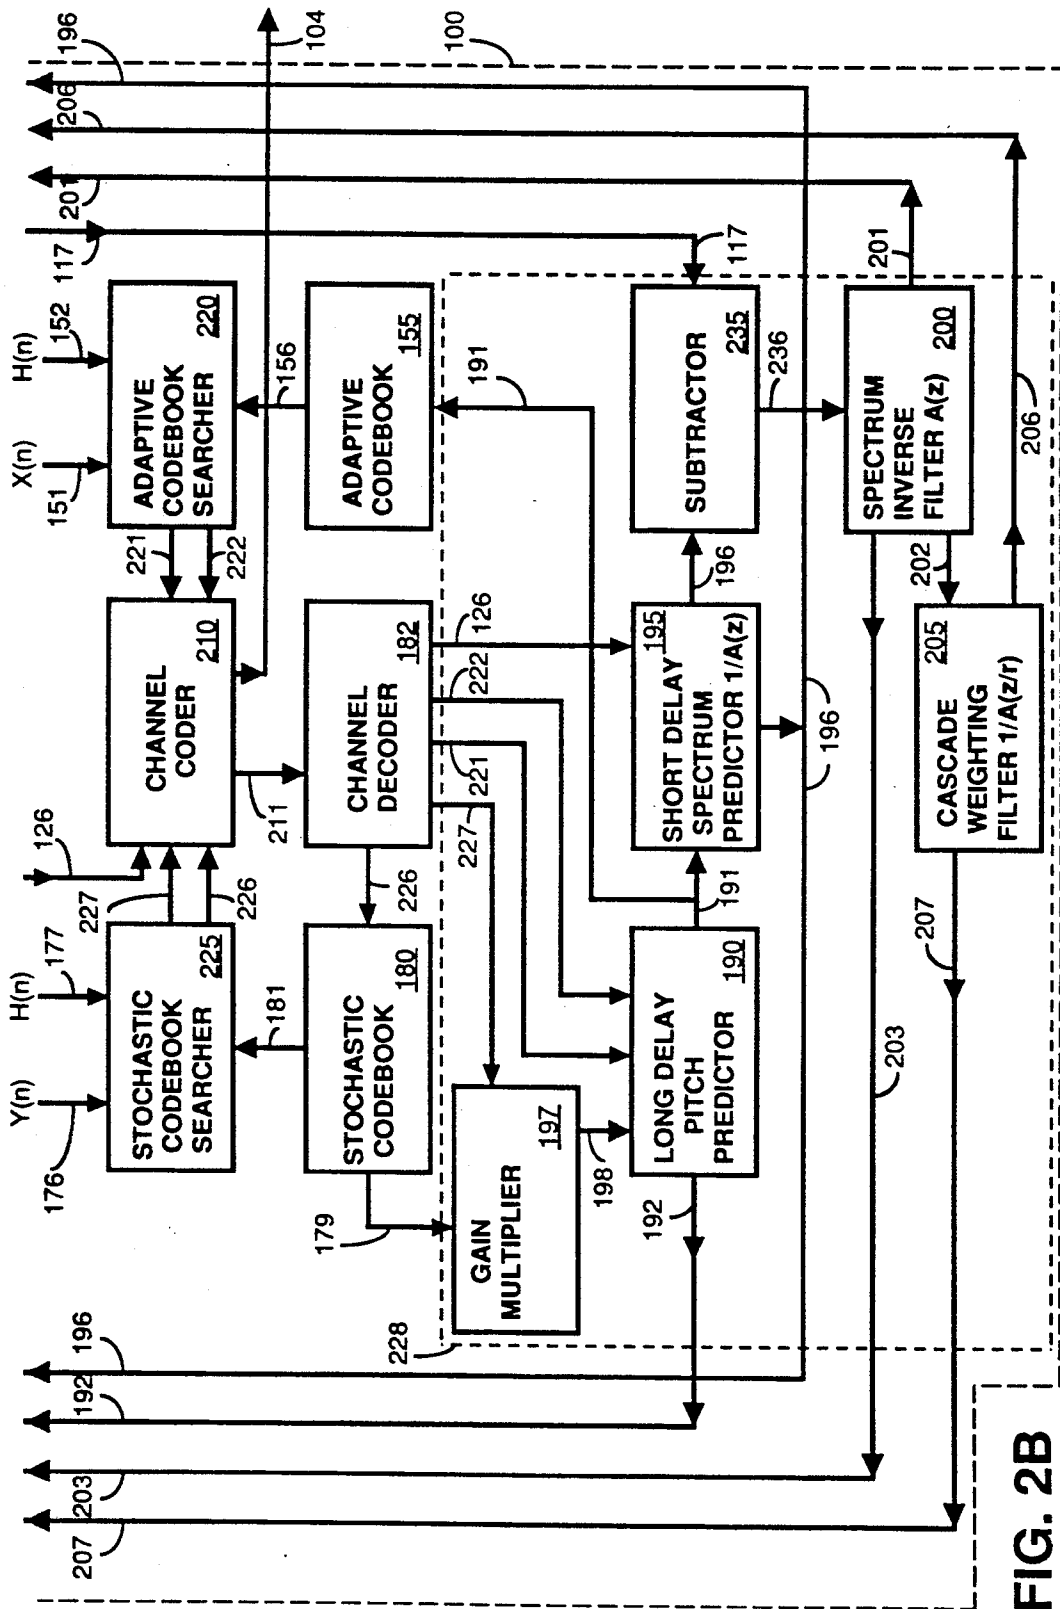 Y(n)
H(n)
X(n)
H(n)
207
203
192
196
176
177
126
151
152
117
201
206
196
STOCHASTIC
CODEBOOK
SEARCHER
225
227
226
CHANNEL
CODER
210
221
222
ADAPTIVE
CODEBOOK
SEARCHER
220
181
211
156
104
STOCHASTIC
CODEBOOK
180
226
CHANNEL
DECODER
182
ADAPTIVE
CODEBOOK
155
179
228
227
221
222
126
191
100
GAIN
MULTIPLIER
197
198
192
LONG DELAY
PITCH
PREDICTOR
190
191
SHORT DELAY
SPECTRUM
PREDICTOR 1/A(z)
195
196
SUBTRACTOR
235
117
236
196
203
SPECTRUM
INVERSE
FILTER A(z)
200
201
202
207
CASCADE
WEIGHTING
FILTER 1/A(z/r)
205
206
FIG. 2B